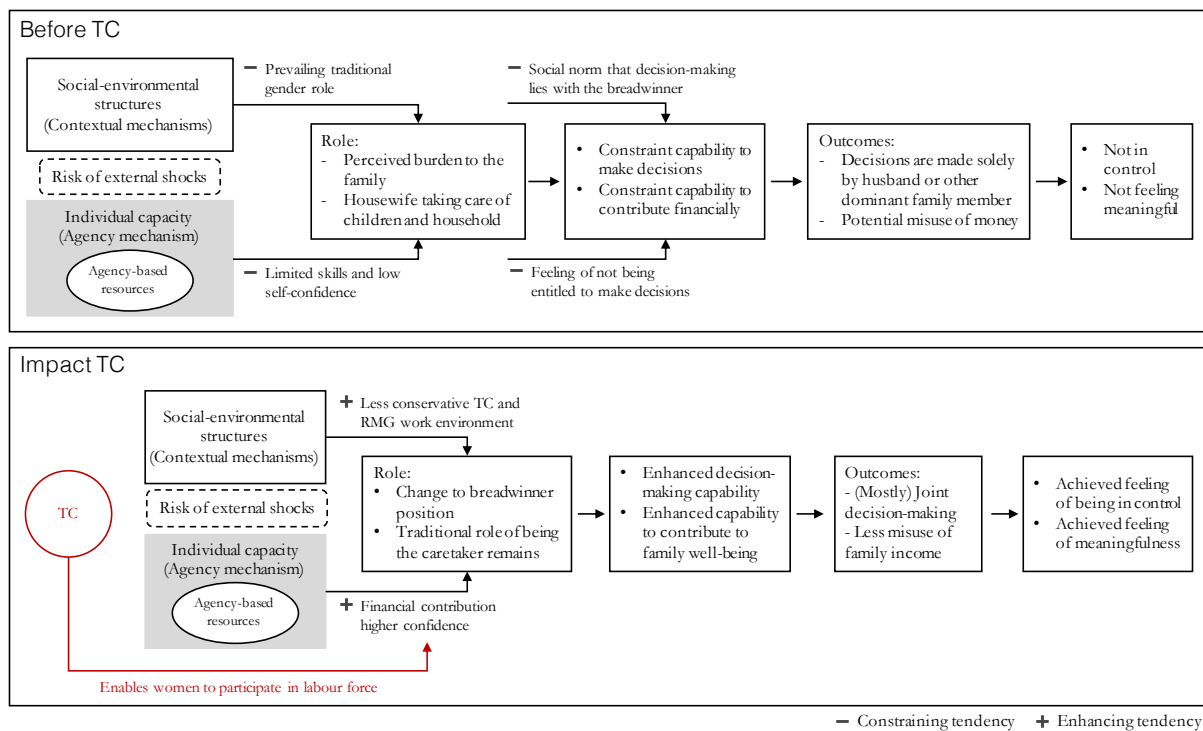 Before TC
Social-environmental
structures
(Contextual mechanisms)
Risk of external shocks
Individual capacity
(Agency mechanism)
Agency-based
resources
− Prevailing traditional
gender role
− Limited skills and low
self-confidence
Role:
- Perceived burden to the
family
- Housewife taking care of
children and household
− Social norm that decision-making
lies with the breadwinner
• Constraint capability to
make decisions
• Constraint capability to
contribute financially
− Feeling of not being
entitled to make decisions
Outcomes:
- Decisions are made solely
by husband or other
dominant family member
- Potential misuse of money
• Not in
control
• Not feeling
meaningful
Impact TC
TC
Social-environmental
structures
(Contextual mechanisms)
Risk of external shocks
Individual capacity
(Agency mechanism)
Agency-based
resources
+ Less conservative TC and
RMG work environment
+ Financial contribution
higher confidence
Enables women to participate in labour force
Role:
• Change to breadwinner
position
• Traditional role of being
the caretaker remains
• Enhanced decision-
making capability
• Enhanced capability
to contribute to
family well-being
Outcomes:
- (Mostly) Joint
decision-making
- Less misuse of
family income
• Achieved feeling
of being in control
• Achieved feeling
of meaningfulness
− Constraining tendency + Enhancing tendency